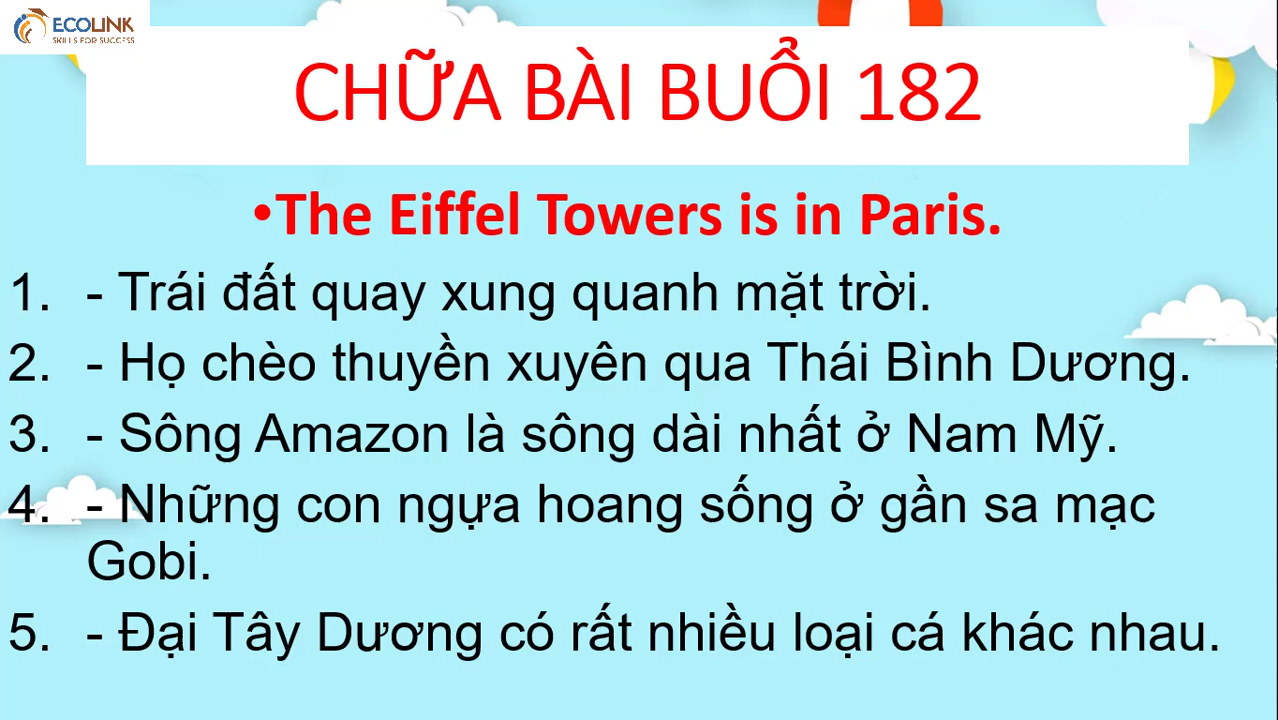 ECOLINK
SKILLS FOR SUCCESS
CHỮA BÀI BUỔI 182
•The Eiffel Towers is in Paris.
1. - Trái đất quay xung quanh mặt trời.
2. - Họ chèo thuyền xuyên qua Thái Bình Dương.
3. - Sông Amazon là sông dài nhất ở Nam Mỹ.
4. - Những con ngựa hoang sống ở gần sa mạc
Gobi.
5. - Đại Tây Dương có rất nhiều loại cá khác nhau.